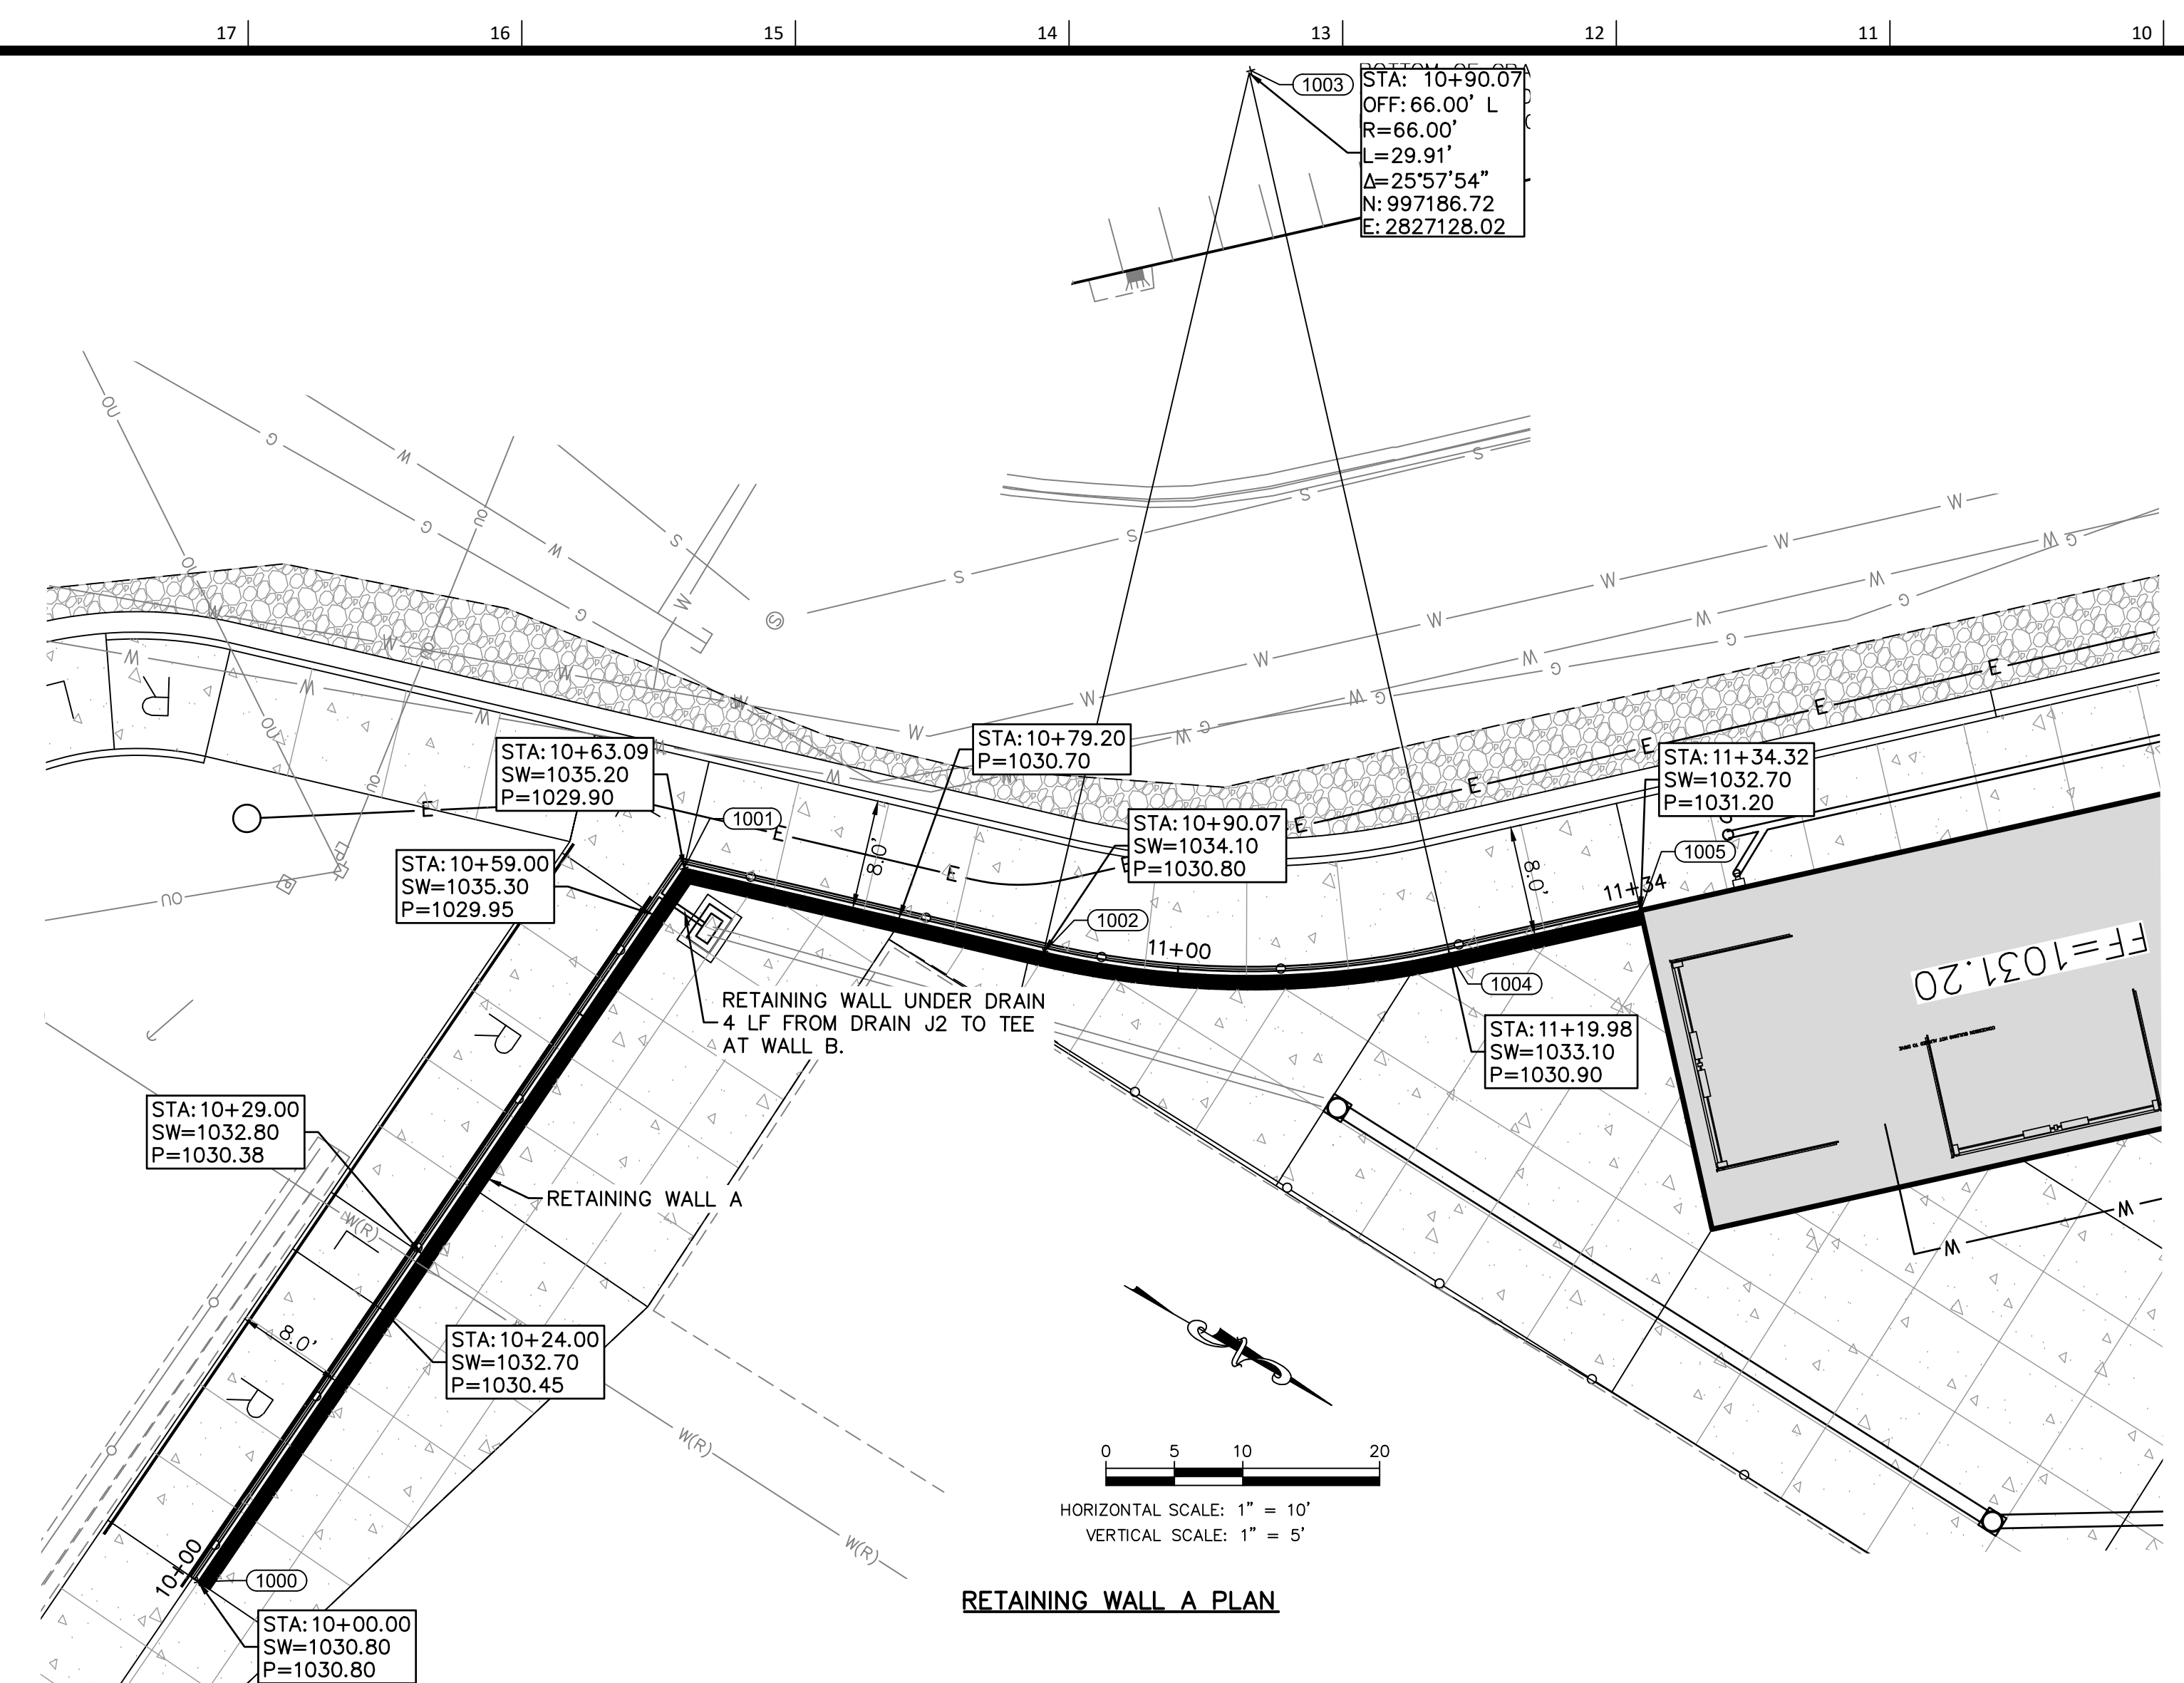 17
16
15
14
13
12
11
10
1003
STA: 10+90.07
OFF: 66.00' L
R=66.00'
L=29.91'
Δ=25°57'54"
N: 997186.72
E: 2827128.02
OU
G
W
OU
S
W
G
S
S
S
W
W
W
W
W
W
G
G
E
R
STA: 10+63.09
SW=1035.20
P=1029.90
STA: 10+79.20
P=1030.70
STA: 11+34.32
SW=1032.70
P=1031.20
1001
STA: 10+90.07
SW=1034.10
P=1030.80
8.0'
8.0'
1005
11+34
STA: 10+59.00
SW=1035.30
P=1029.95
OU
1002
11+00
FF=1031.20
1004
RETAINING WALL UNDER DRAIN
4 LF FROM DRAIN J2 TO TEE
AT WALL B.
STA: 11+19.98
SW=1033.10
P=1030.90
R
STA: 10+29.00
SW=1032.80
P=1030.38
RETAINING WALL A
W(R)
L
W
W
8.0'
STA: 10+24.00
SW=1032.70
P=1030.45
R
W(R)
W(R)
0 5 10 20
HORIZONTAL SCALE: 1" = 10'
VERTICAL SCALE: 1" = 5'
10+00
1000
RETAINING WALL A PLAN
STA: 10+00.00
SW=1030.80
P=1030.80